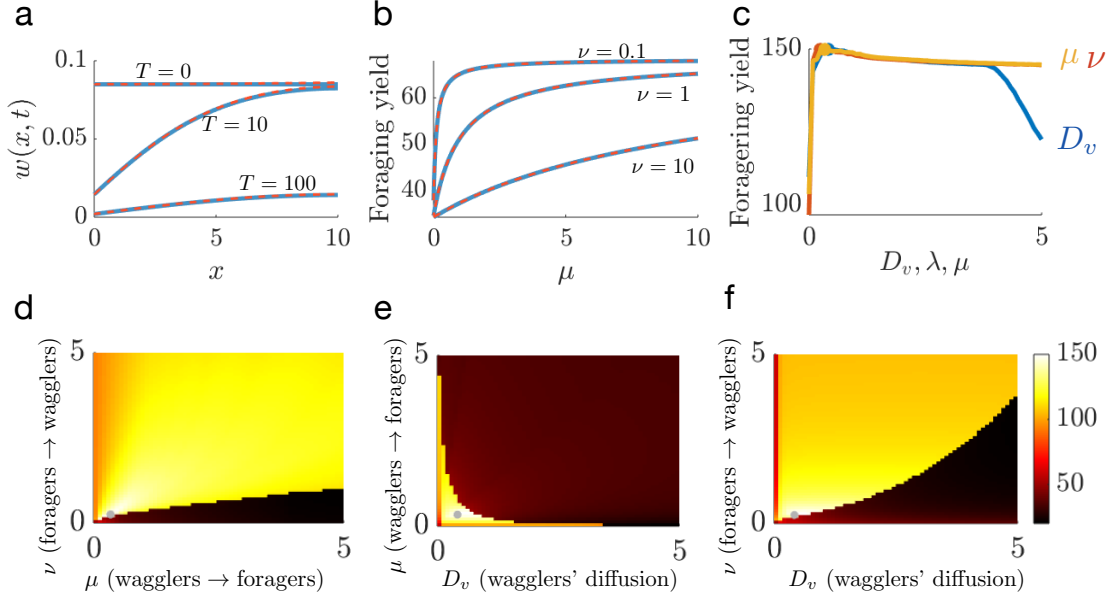 a
b
c
0.1
0.05
0
w(x, t)
T = 0
T = 10
T = 100
0
5
10
x
Foraging yield
60
50
40
ν = 0.1
ν = 1
ν = 10
0
5
10
μ
Foragering yield
150
100
μ ν
D_v
0
5
D_v, λ, μ
d
e
f
ν (foragers → wagglers)
5
0
0
5
μ (wagglers → foragers)
μ (wagglers → foragers)
5
0
0
5
D_v (wagglers' diffusion)
ν (foragers → wagglers)
5
0
0
5
D_v (wagglers' diffusion)
150
100
50